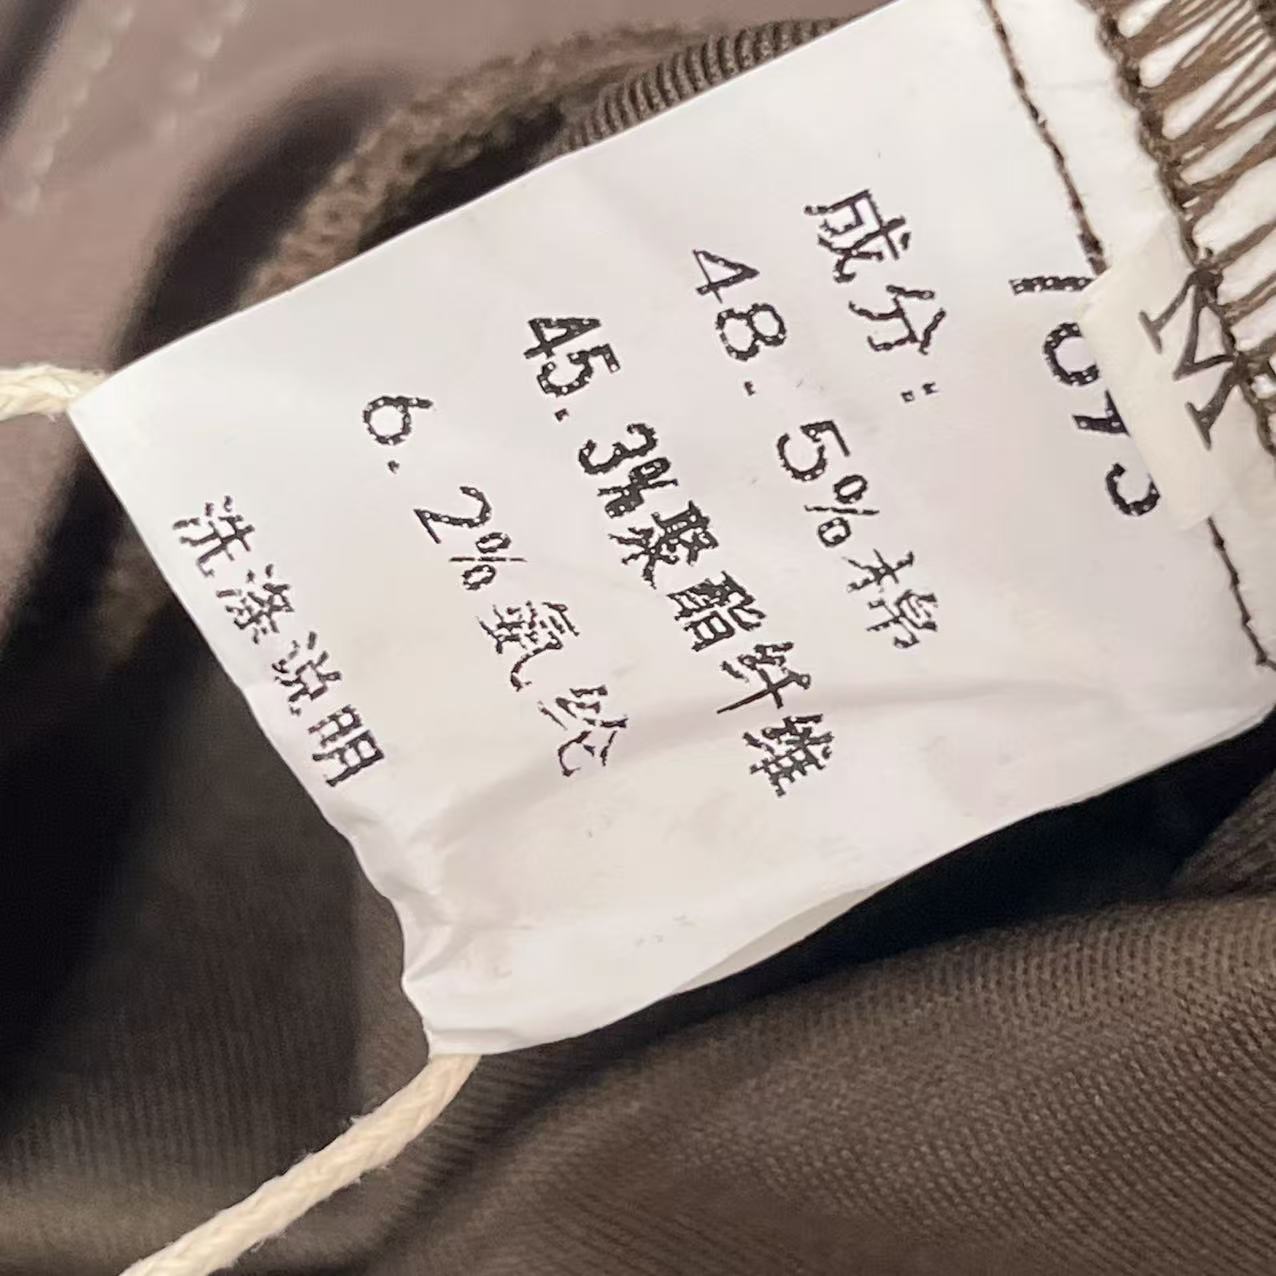 M
成分:
48.5%棉
45.3%聚酯纤维
6.2%氨纶
洗涤说明